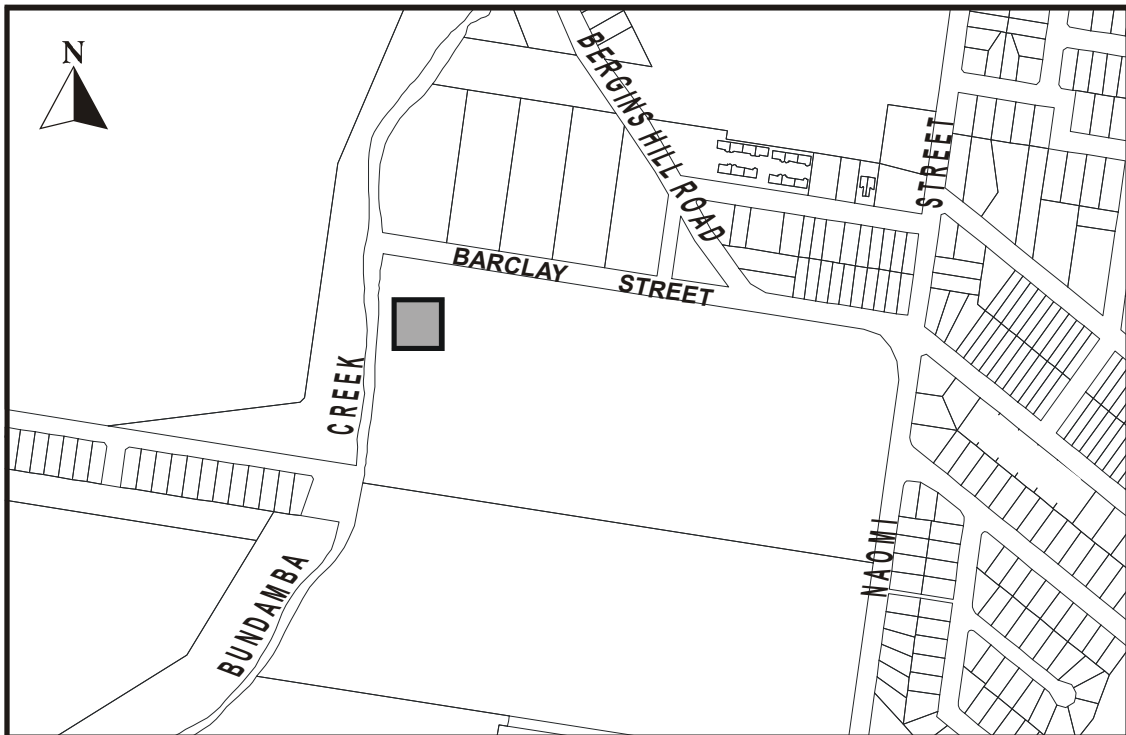 N
BERGINS HILL ROAD
STREET
BARCLAY STREET
CREEK
NAOMI
BUNDAMBA